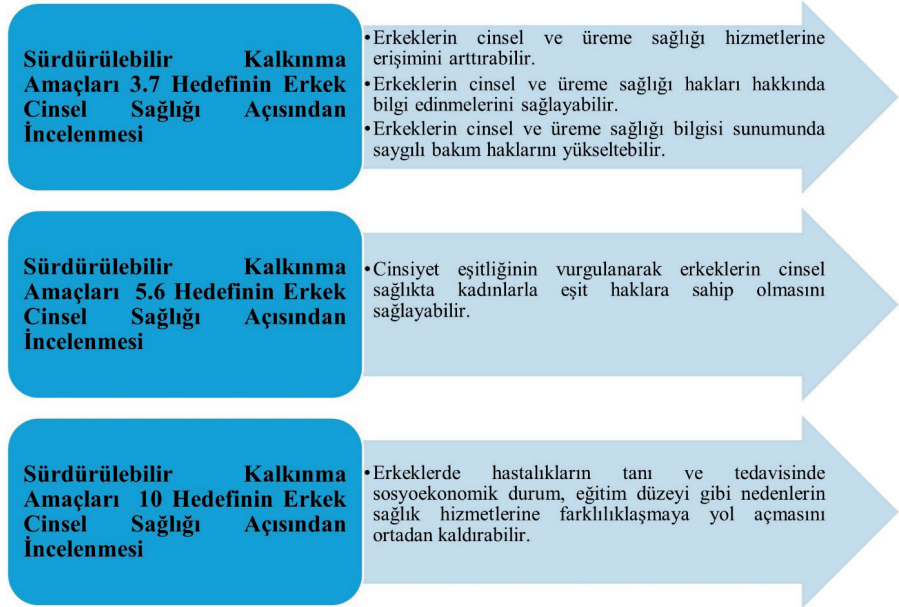 Sürdürülebilir Kalkınma
Amaçları 3.7 Hedefinin Erkek
Cinsel Sağlığı Açısından
İncelenmesi
•Erkeklerin cinsel ve üreme sağlığı hizmetlerine
erişimini arttırabilir.
•Erkeklerin cinsel ve üreme sağlığı hakları hakkında
bilgi edinmelerini sağlayabilir.
•Erkeklerin cinsel ve üreme sağlığı bilgisi sunumunda
saygılı bakım haklarını yükseltebilir.
Sürdürülebilir Kalkınma
Amaçları 5.6 Hedefinin Erkek
Cinsel Sağlığı Açısından
İncelenmesi
•Cinsiyet eşitliğinin vurgulanarak erkeklerin cinsel
sağlıkta kadınlarla eşit haklara sahip olmasını
sağlayabilir.
Sürdürülebilir Kalkınma
Amaçları 10 Hedefinin Erkek
Cinsel Sağlığı Açısından
İncelenmesi
•Erkeklerde hastalıkların tanı ve tedavisinde
sosyoekonomik durum, eğitim düzeyi gibi nedenlerin
sağlık hizmetlerine farklılıklaşmaya yol açmasını
ortadan kaldırabilir.